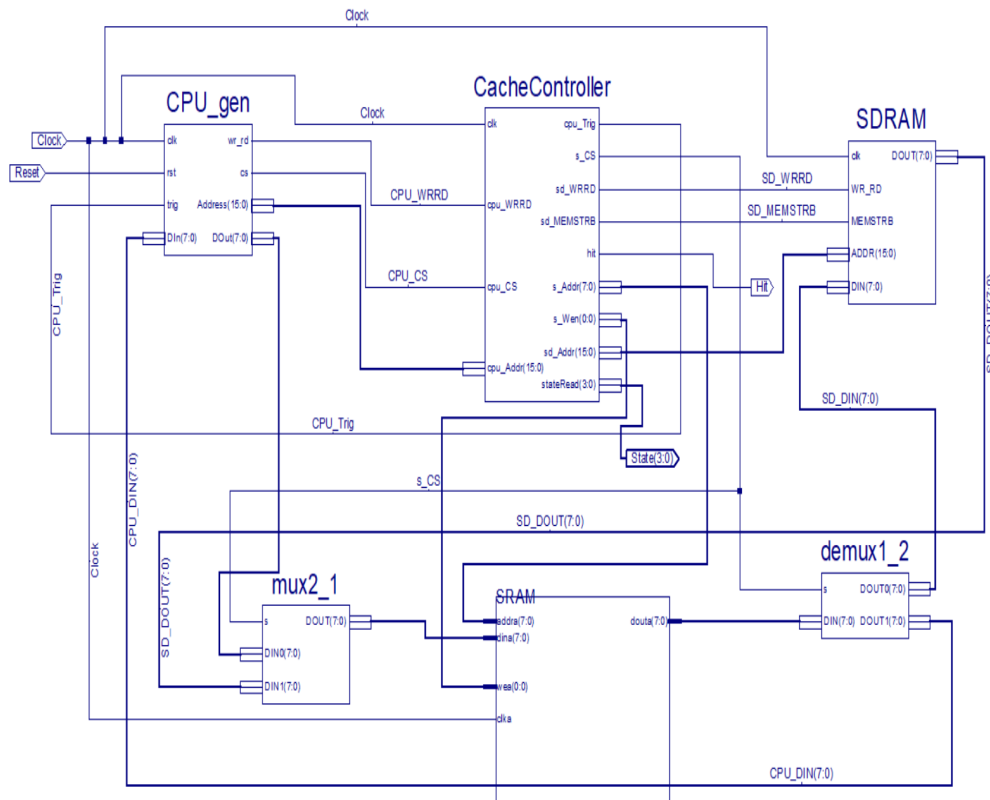 Clock
CPU_gen
CacheController
SDRAM
Clock
Reset
clk
rst
trig
DIn(7:0)
wr_rd
cs
Address(15:0)
DOut(7:0)
Clock
CPU_WRRD
CPU_CS
clk
cpu_WRRD
cpu_CS
cpu_Addr(15:0)
cpu_Trig
s_CS
sd_WRRD
sd_MEMSTRB
hit
s_Addr(7:0)
s_Wen(0:0)
sd_Addr(15:0)
stateRead(3:0)
SD_WRRD
SD_MEMSTRB
Hit
clk
WR_RD
MEMSTRB
ADDR(15:0)
DIN(7:0)
DOUT(7:0)
SD_DOUT(7:0)
CPU_Trig
CPU_Trig
State(3:0)
SD_DIN(7:0)
CPU_DIN(7:0)
s_CS
SD_DOUT(7:0)
Clock
SD_DOUT(7:0)
mux2_1
s
DIN0(7:0)
DIN1(7:0)
DOUT(7:0)
SRAM
addra(7:0)
dina(7:0)
wea(0:0)
clka
douta(7:0)
demux1_2
s
DIN(7:0)
DOUT0(7:0)
DOUT1(7:0)
CPU_DIN(7:0)